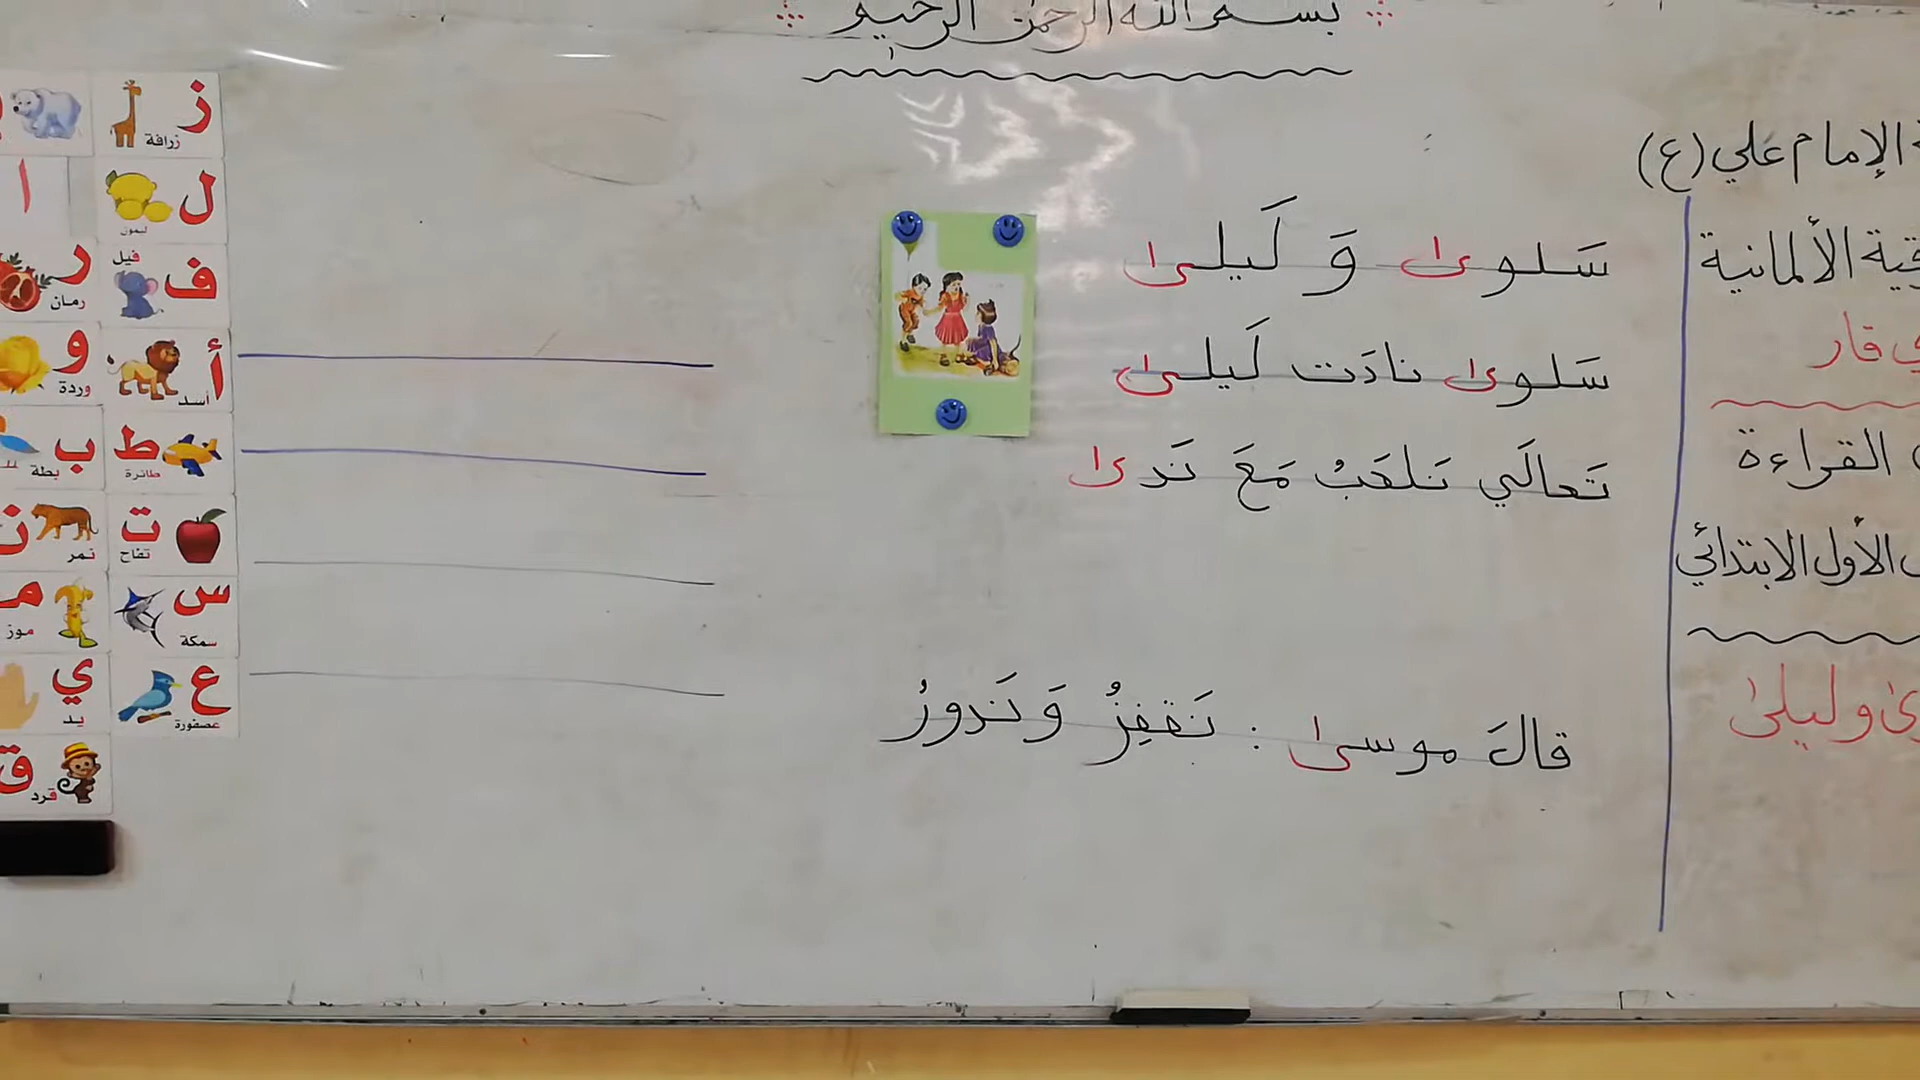 بسم الله الرحمن الرحيم
الإمام علي (ع)
الألمانية
قار
القراءة
الأول الابتدائي
وليلىٰ
سَلوىٰ وَ لَيلىٰ
سَلوىٰ نادَت لَيلىٰ
تَعالَي نَلعَبُ مَعَ نَدىٰ
قالَ موسىٰ : نَقفِزُ وَنَدورُ
ز
زرافة
ل
ليمون
ا
ف
فيل
ر
رمان
أ
أسد
و
وردة
ط
طائرة
ب
بطة
ت
تفاح
ن
نمر
س
سمكة
مـ
موز
ع
عصفورة
ي
يد
ق
قرد